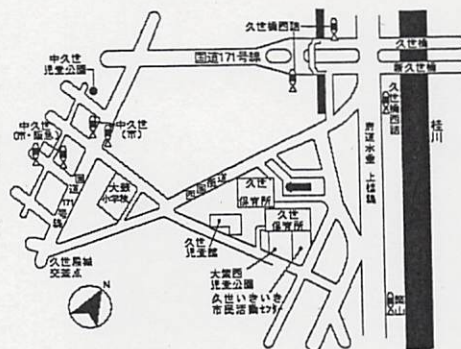 久世橋西詰
久世橋
新久世橋
国道171号線
中久世
児童公園
久世橋西詰
桂川
中久世
(市・阪急)
中久世
(市)
西国街道
府道水垂上桂線
国道171号線
大藪
小学校
久世
保育所
久世
保育所
久世
児童館
久世殿城
交差点
大藪西
児童公園
久世いきいき
市民活動センター
N